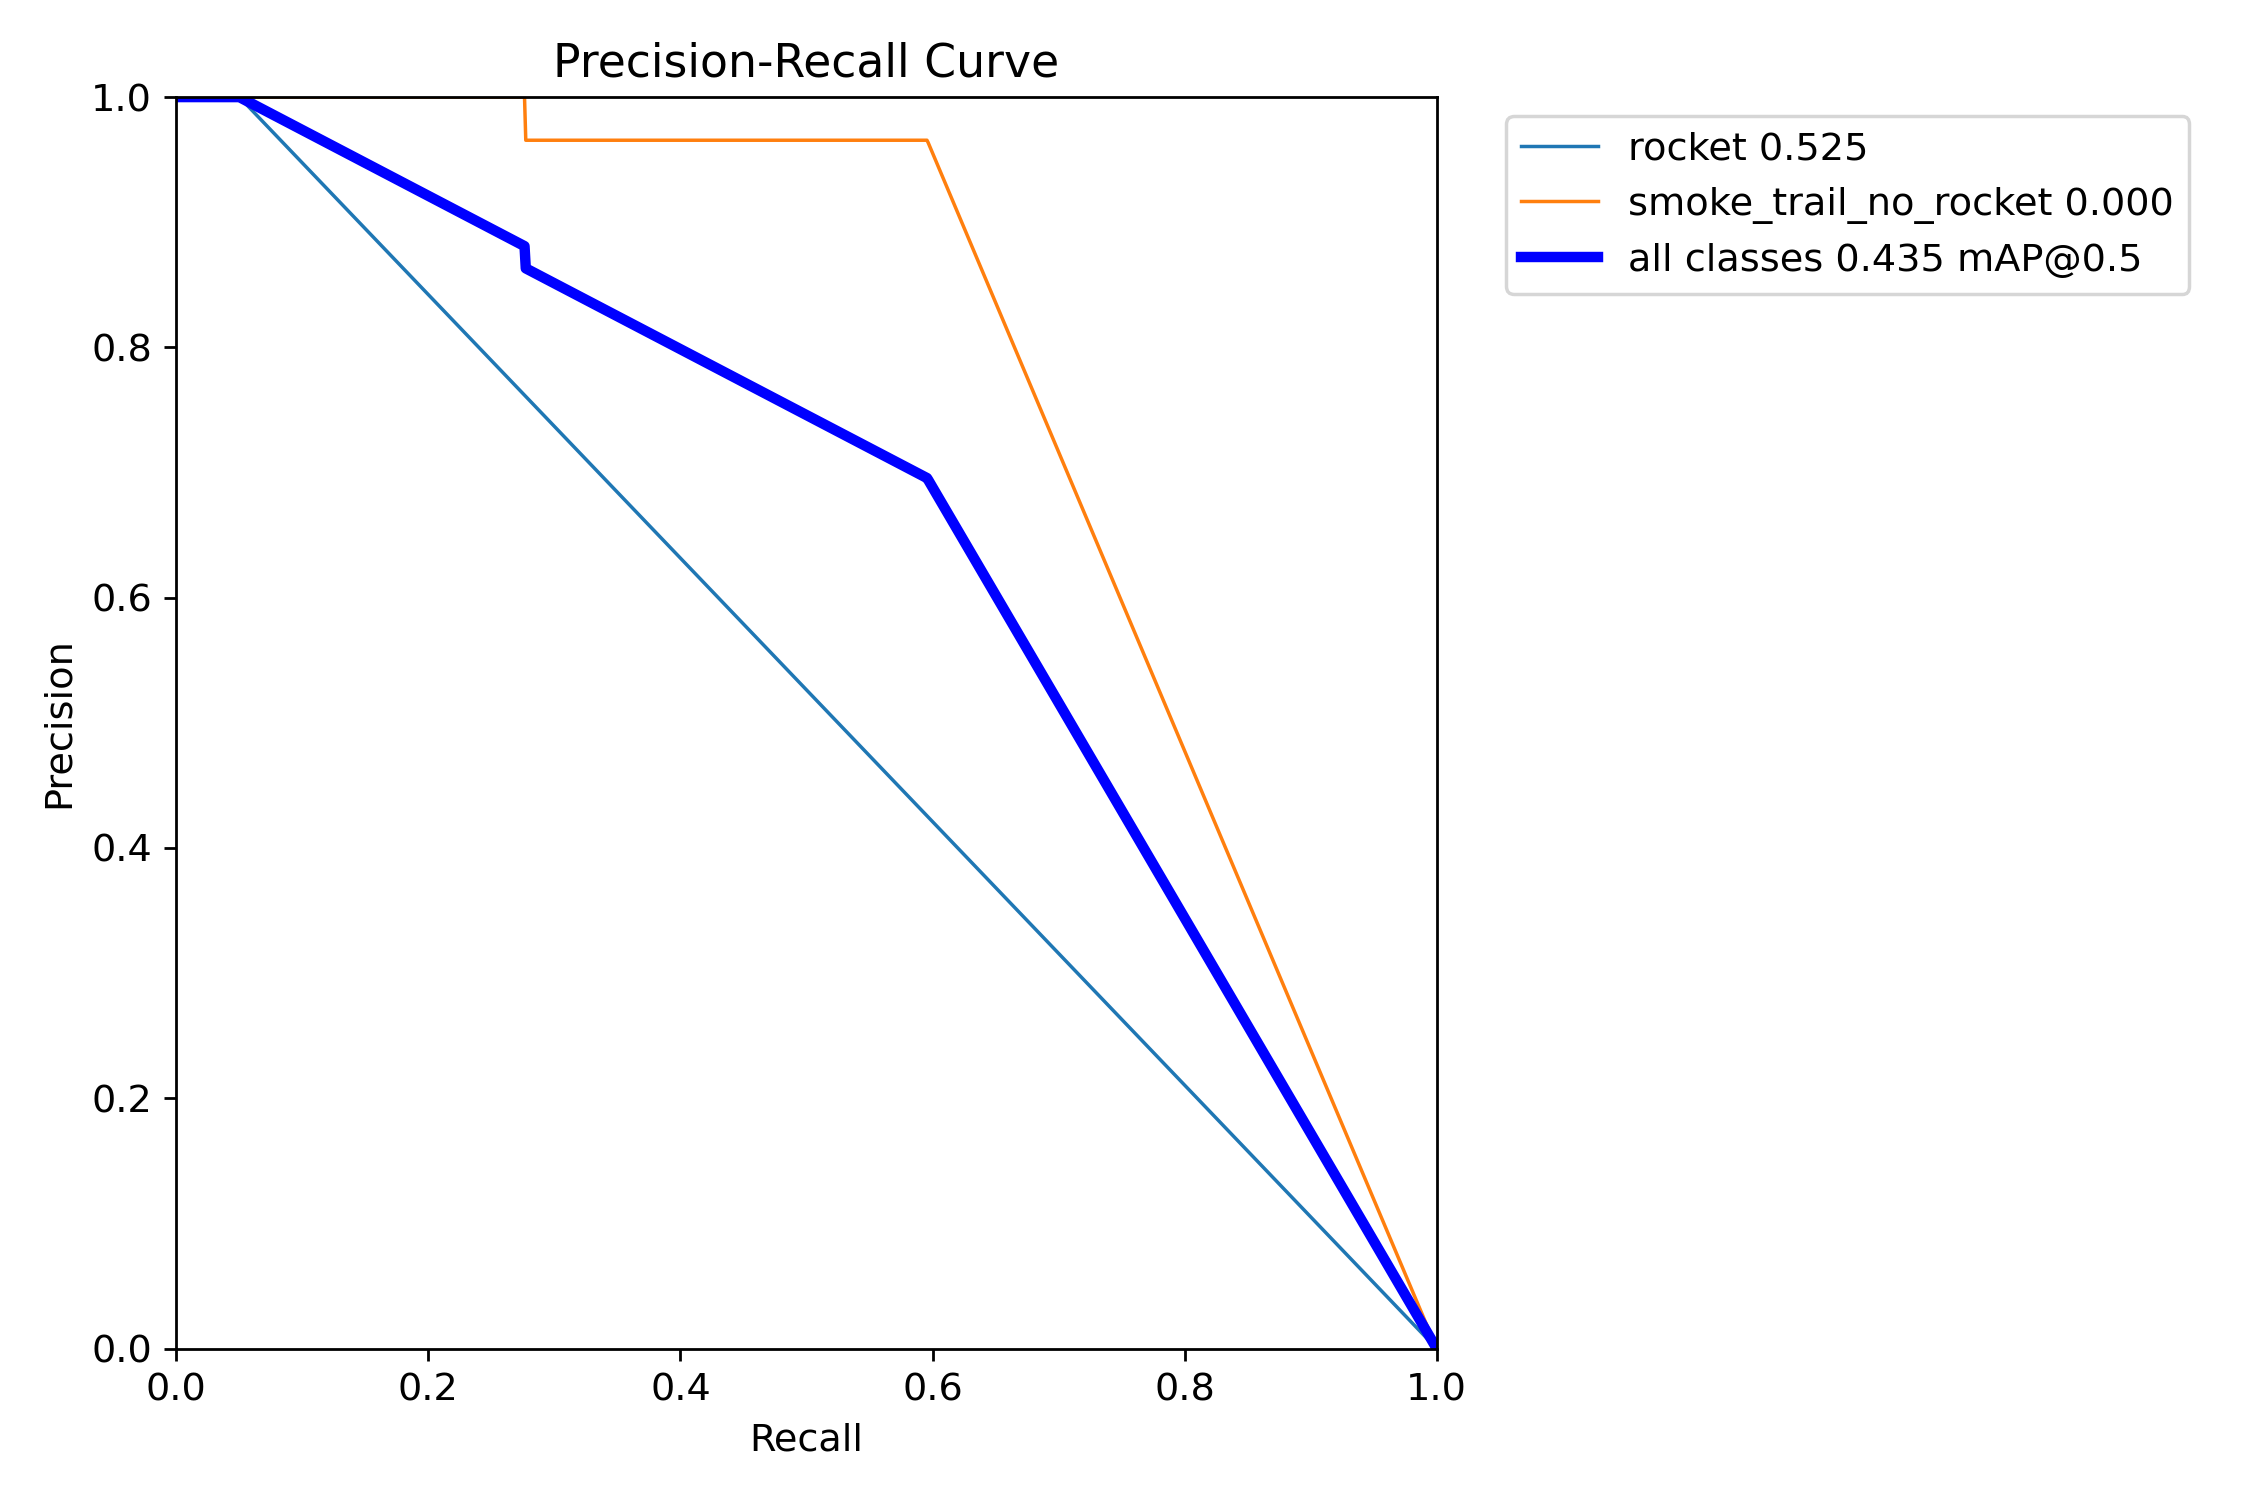 Precision-Recall Curve
1.0
0.8
0.6
0.4
0.2
0.0
Precision
0.0 0.2 0.4 0.6 0.8 1.0
Recall
rocket 0.525
smoke_trail_no_rocket 0.000
all classes 0.435 mAP@0.5